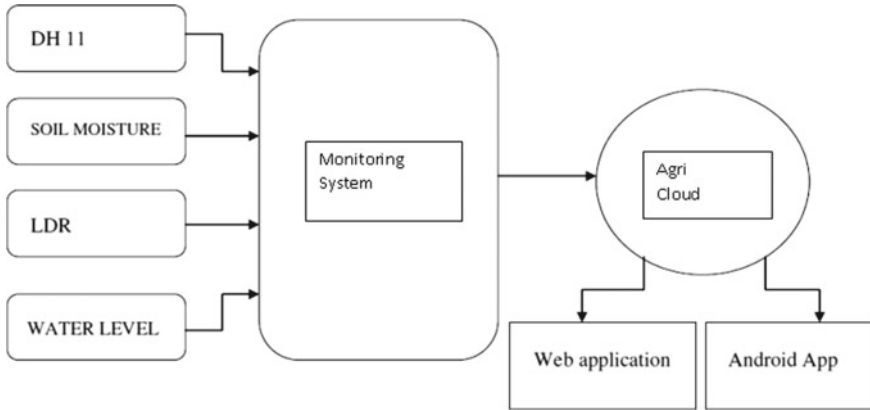 DH 11
SOIL MOISTURE
LDR
WATER LEVEL
Monitoring
System
Agri
Cloud
Web application
Android App